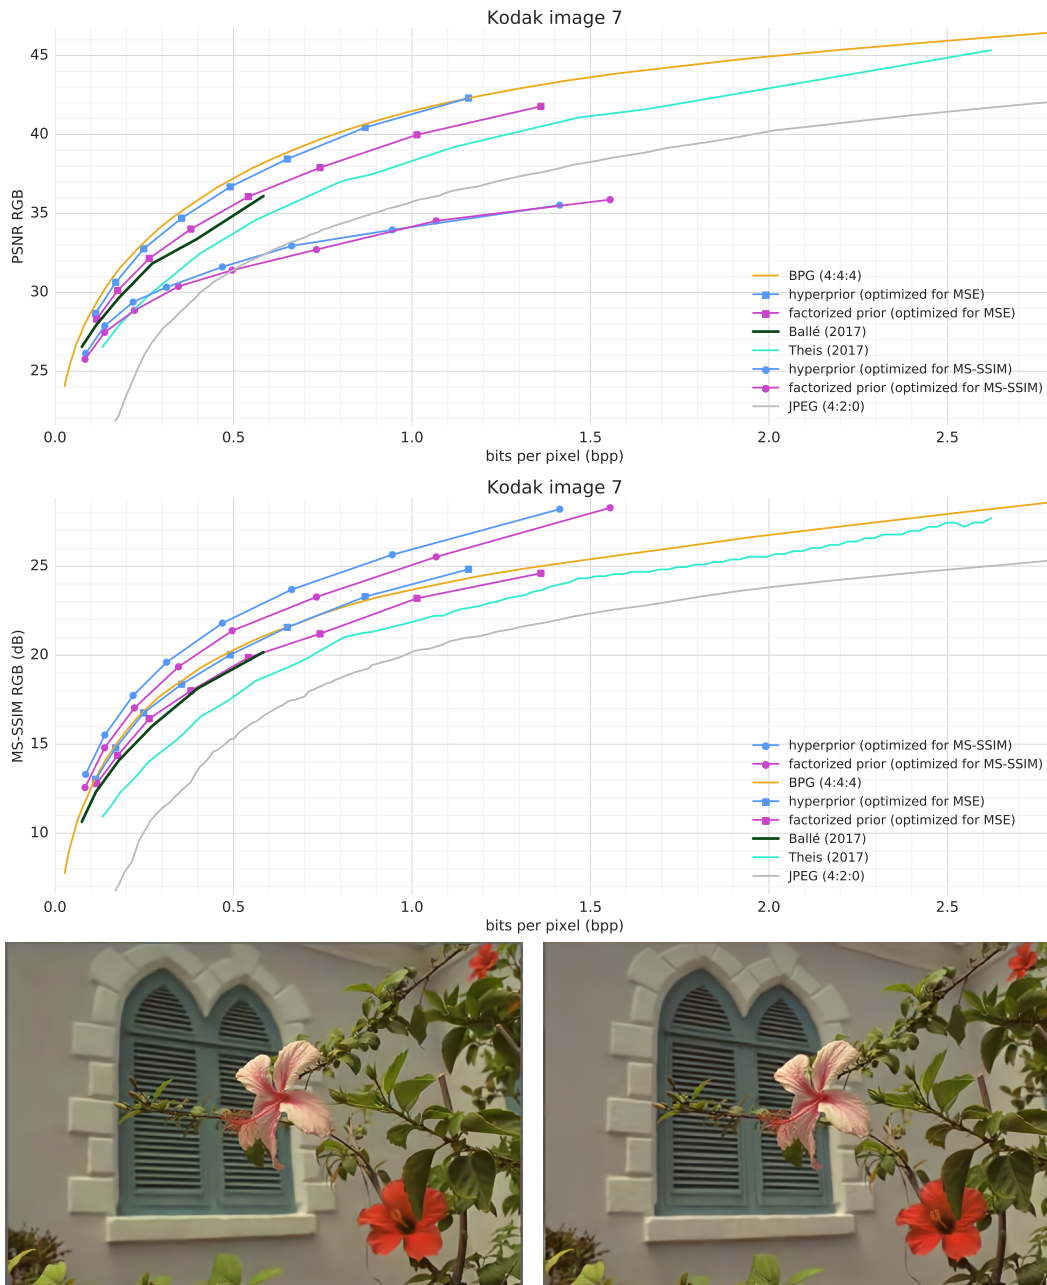 Kodak image 7
45
40
35
30
25
PSNR RGB
BPG (4:4:4)
hyperprior (optimized for MSE)
factorized prior (optimized for MSE)
Ballé (2017)
Theis (2017)
hyperprior (optimized for MS-SSIM)
factorized prior (optimized for MS-SSIM)
JPEG (4:2:0)
0.0 0.5 1.0 1.5 2.0 2.5
bits per pixel (bpp)
Kodak image 7
25
20
15
10
MS-SSIM RGB (dB)
hyperprior (optimized for MS-SSIM)
factorized prior (optimized for MS-SSIM)
BPG (4:4:4)
hyperprior (optimized for MSE)
factorized prior (optimized for MSE)
Ballé (2017)
Theis (2017)
JPEG (4:2:0)
0.0 0.5 1.0 1.5 2.0 2.5
bits per pixel (bpp)